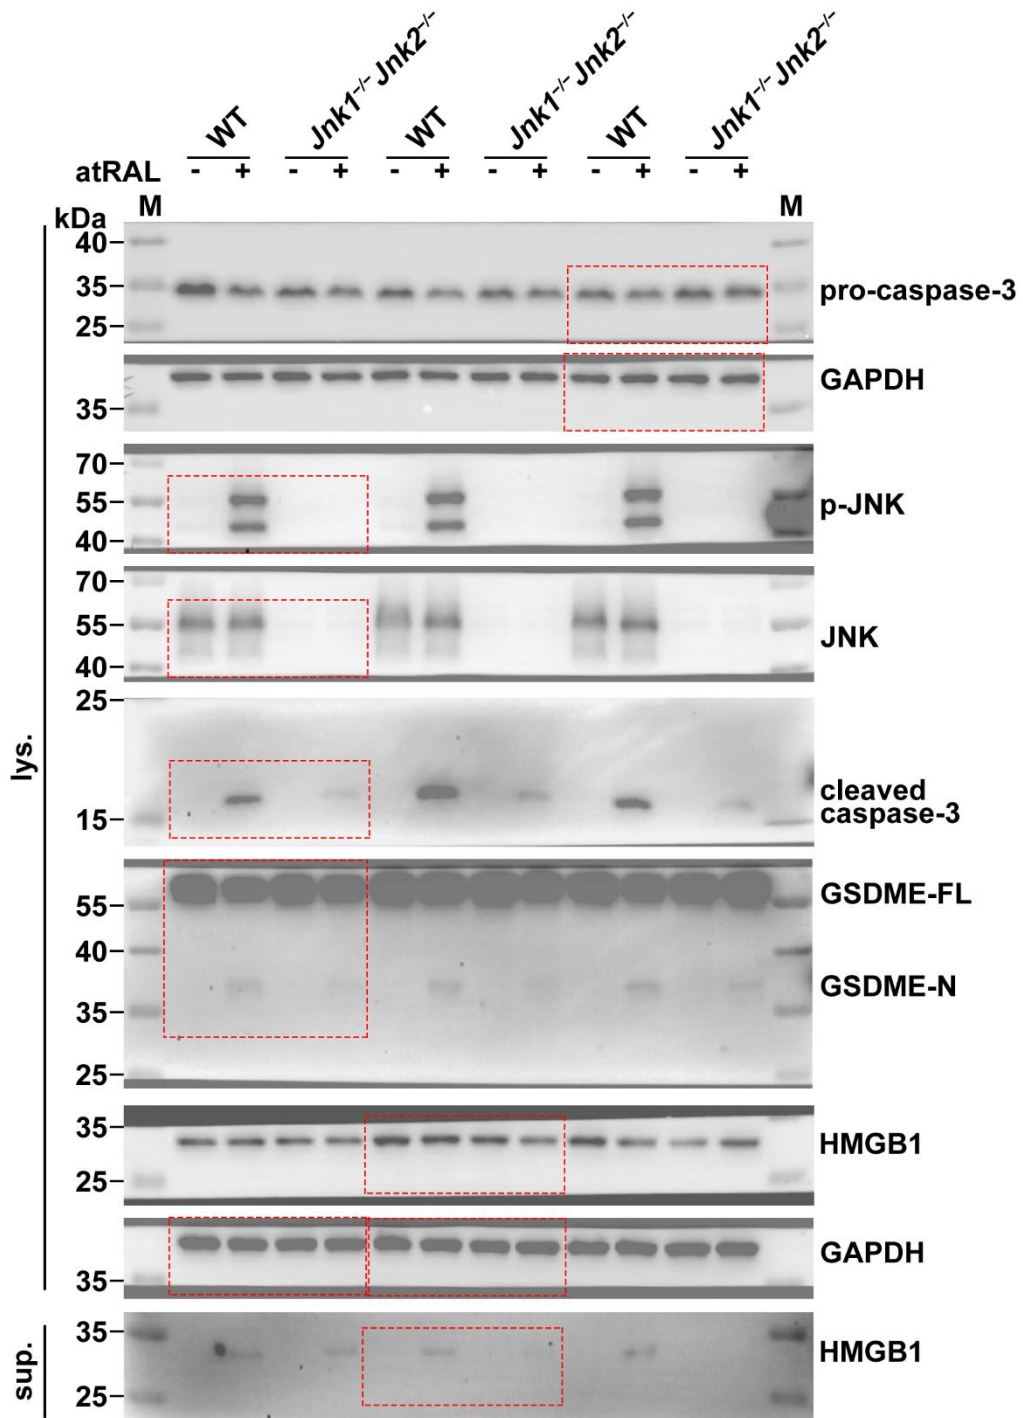 WT Jnk1⁻/⁻ Jnk2⁻/⁻ WT Jnk1⁻/⁻ Jnk2⁻/⁻ WT Jnk1⁻/⁻ Jnk2⁻/⁻
atRAL - + - + - + - + - + - +
kDa M M
40
35 pro-caspase-3
25
GAPDH
35
70
55 p-JNK
40
70
55 JNK
40
25
lys.
cleaved
15 caspase-3
55 GSDME-FL
40
GSDME-N
35
25
35 HMGB1
25
GAPDH
35
35 HMGB1
sup.
25